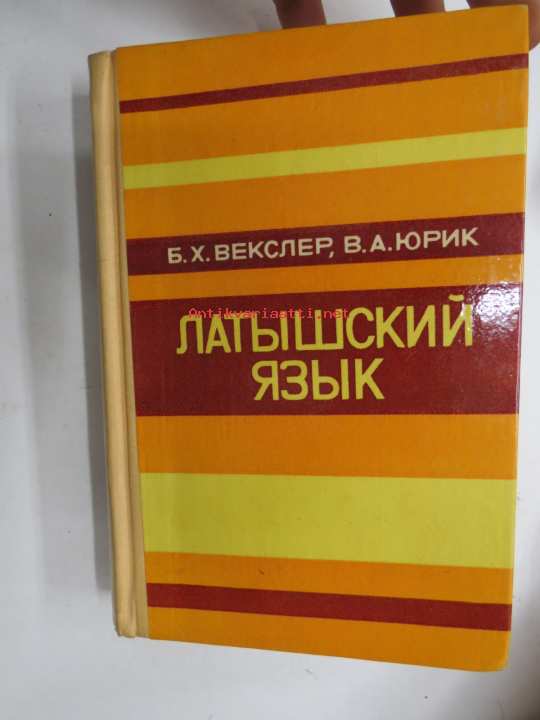 Б. Х. ВЕКСЛЕР, В. А. ЮРИК
Antikvariaatti.net
ЛАТЫШСКИЙ
ЯЗЫК